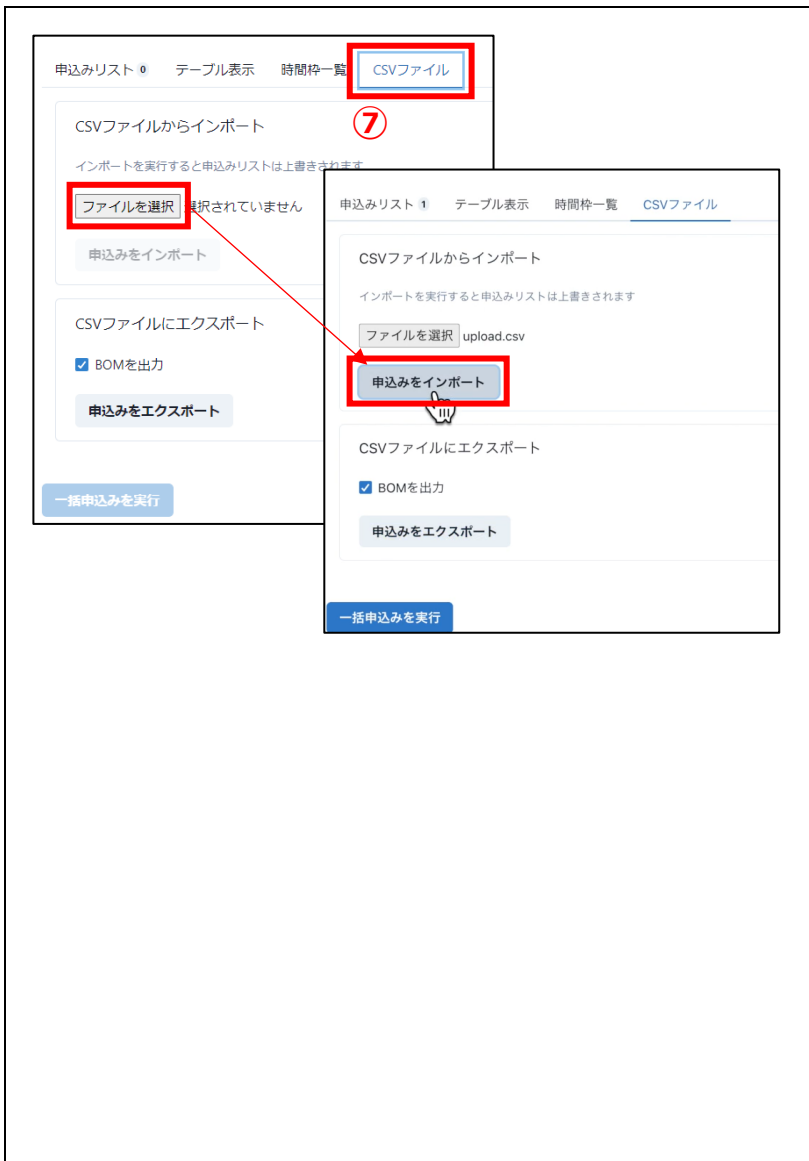 申込みリスト 0 テーブル表示 時間枠一覧 CSVファイル
⑦
CSVファイルからインポート
インポートを実行すると申込みリストは上書きされます
ファイルを選択 選択されていません
申込みをインポート
CSVファイルにエクスポート
BOMを出力
申込みをエクスポート
一括申込みを実行
申込みリスト 1 テーブル表示 時間枠一覧 CSVファイル
CSVファイルからインポート
インポートを実行すると申込みリストは上書きされます
ファイルを選択 upload.csv
申込みをインポート
CSVファイルにエクスポート
BOMを出力
申込みをエクスポート
一括申込みを実行